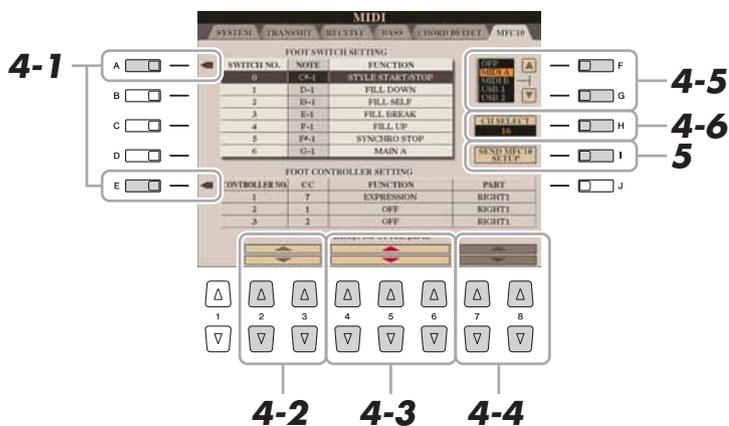 MIDI
SYSTEM TRANSMIT RECEIVE BASS CHORD DETECT MFC10
FOOT SWITCH SETTING
SWITCH NO. NOTE FUNCTION
0 C#-1 STYLE START/STOP
1 D-1 FILL DOWN
2 FILL SELF
3 E-1 FILL BREAK
4 F-1 FILL UP
5 F#-1 SYNCHRO STOP
6 G-1 MAIN A
FOOT CONTROLLER SETTING
CONTROLLER NO. CC FUNCTION PART
1 7 EXPRESSION RIGHT1
2 1 OFF RIGHT1
3 2 OFF RIGHT1
OFF
MIDI A
MIDI B
USB 1
USB 2
CH SELECT
16
SEND MFC10
SETUP
4-1
A
B
C
D
E
F
G
H
I
J
4-5
4-6
5
1 2 3 4 5 6 7 8
4-2 4-3 4-4